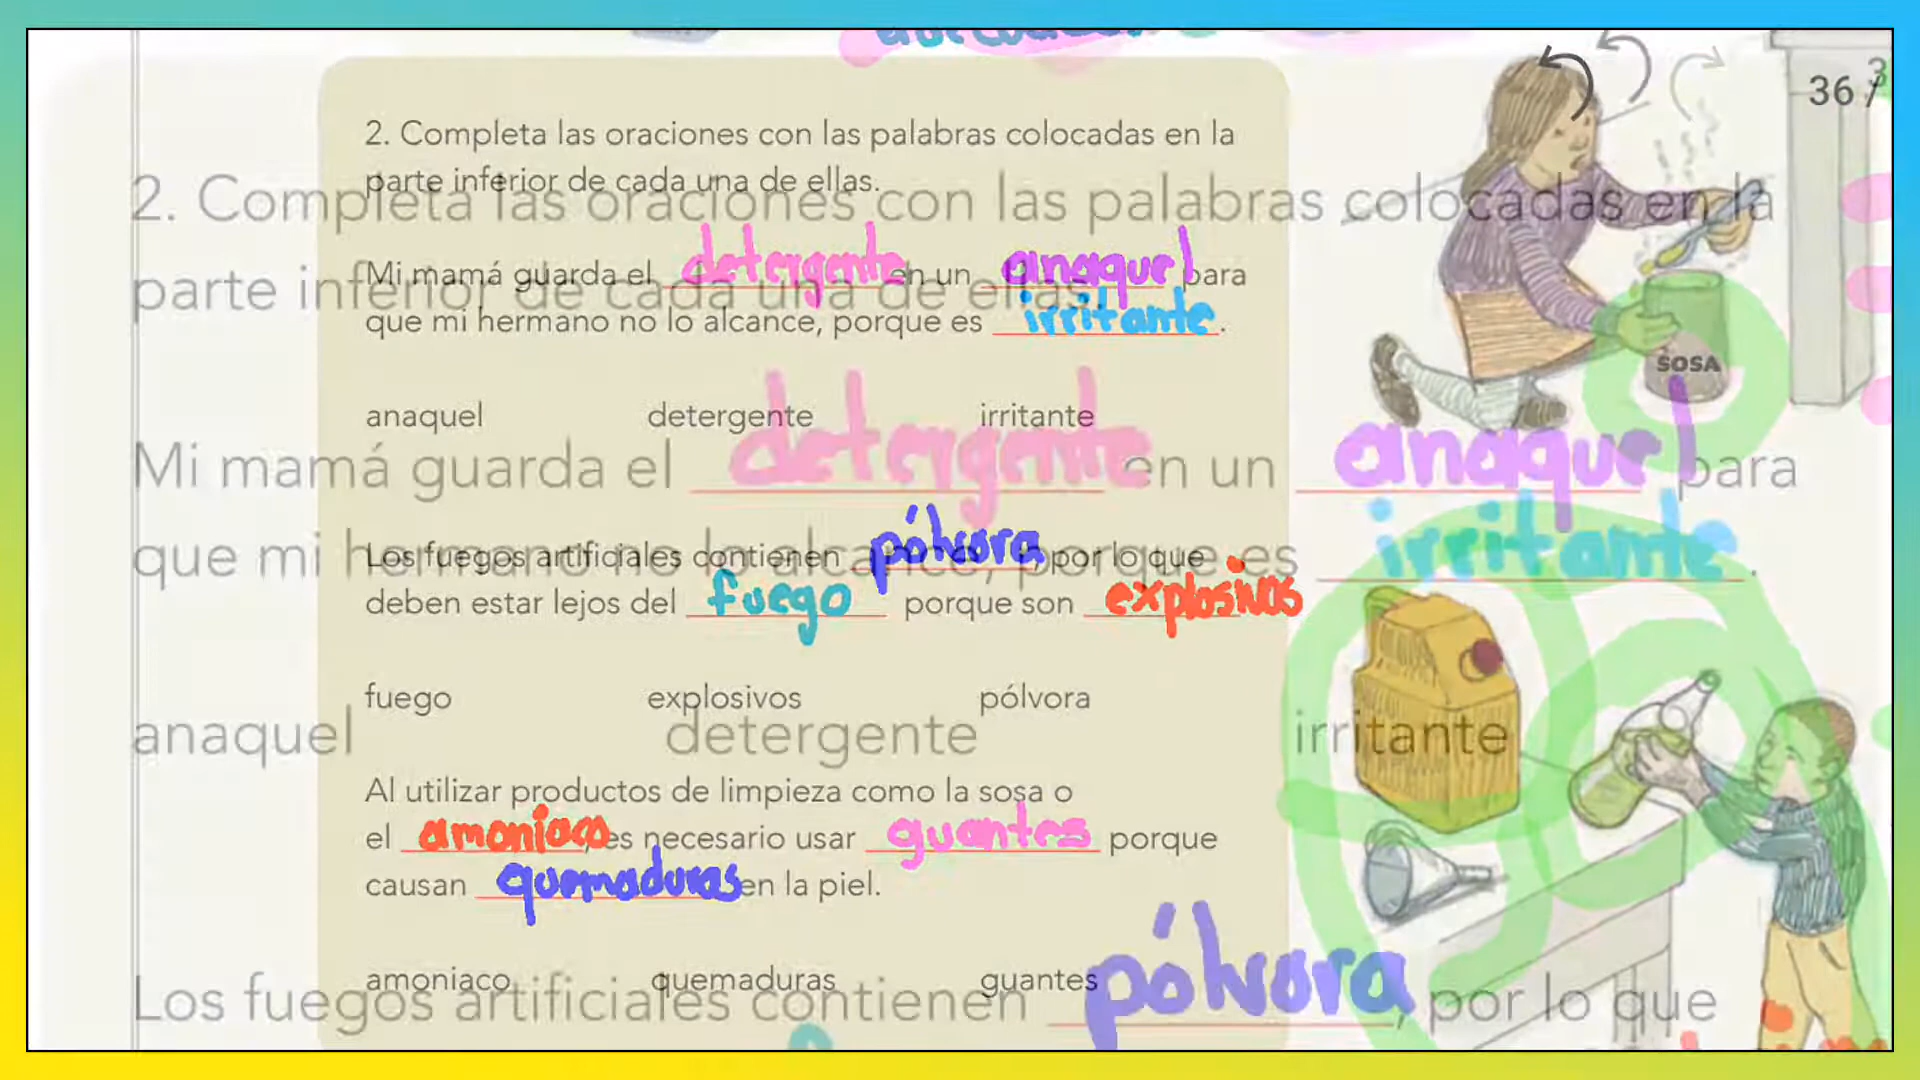 36 /
2. Completa las oraciones con las palabras colocadas en la
parte inferior de cada una de ellas.
Mi mamá guarda el detergente en un anaquel para
que mi hermano no lo alcance, porque es irritante.
anaquel detergente irritante
Los fuegos artificiales contienen pólvora, por lo que
deben estar lejos del fuego porque son explosivos
fuego explosivos pólvora
Al utilizar productos de limpieza como la sosa o
el amoniaco, es necesario usar guantes porque
causan quemaduras en la piel.
amoniaco quemaduras guantes
2. Completa las oraciones con las palabras colocadas en la
parte inferior de cada una de ellas.
Mi mamá guarda el detergente en un anaquel para
que mi hermano no lo alcance, porque es irritante.
anaquel detergente irritante
Los fuegos artificiales contienen pólvora, por lo que
SOSA